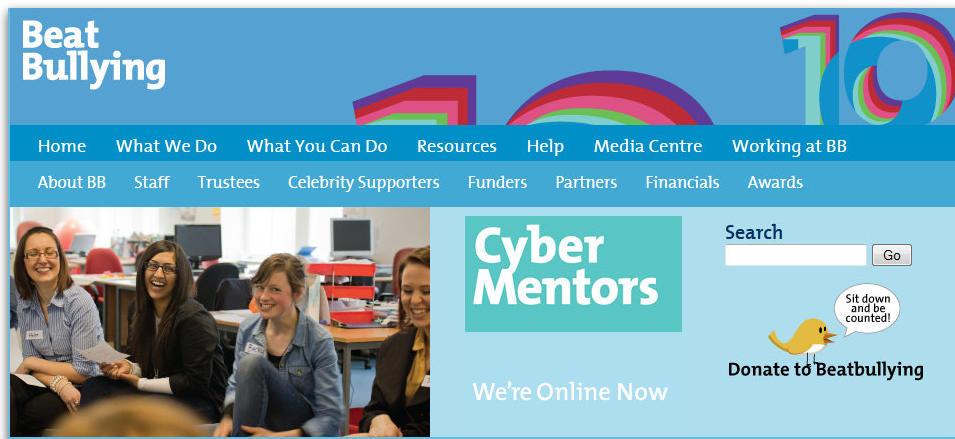 Beat
Bullying
10
10
Home What We Do What You Can Do Resources Help Media Centre Working at BB
About BB Staff Trustees Celebrity Supporters Funders Partners Financials Awards
Cyber
Mentors
We're Online Now
Search
Go
Sit down
and be
counted!
Donate to Beatbullying